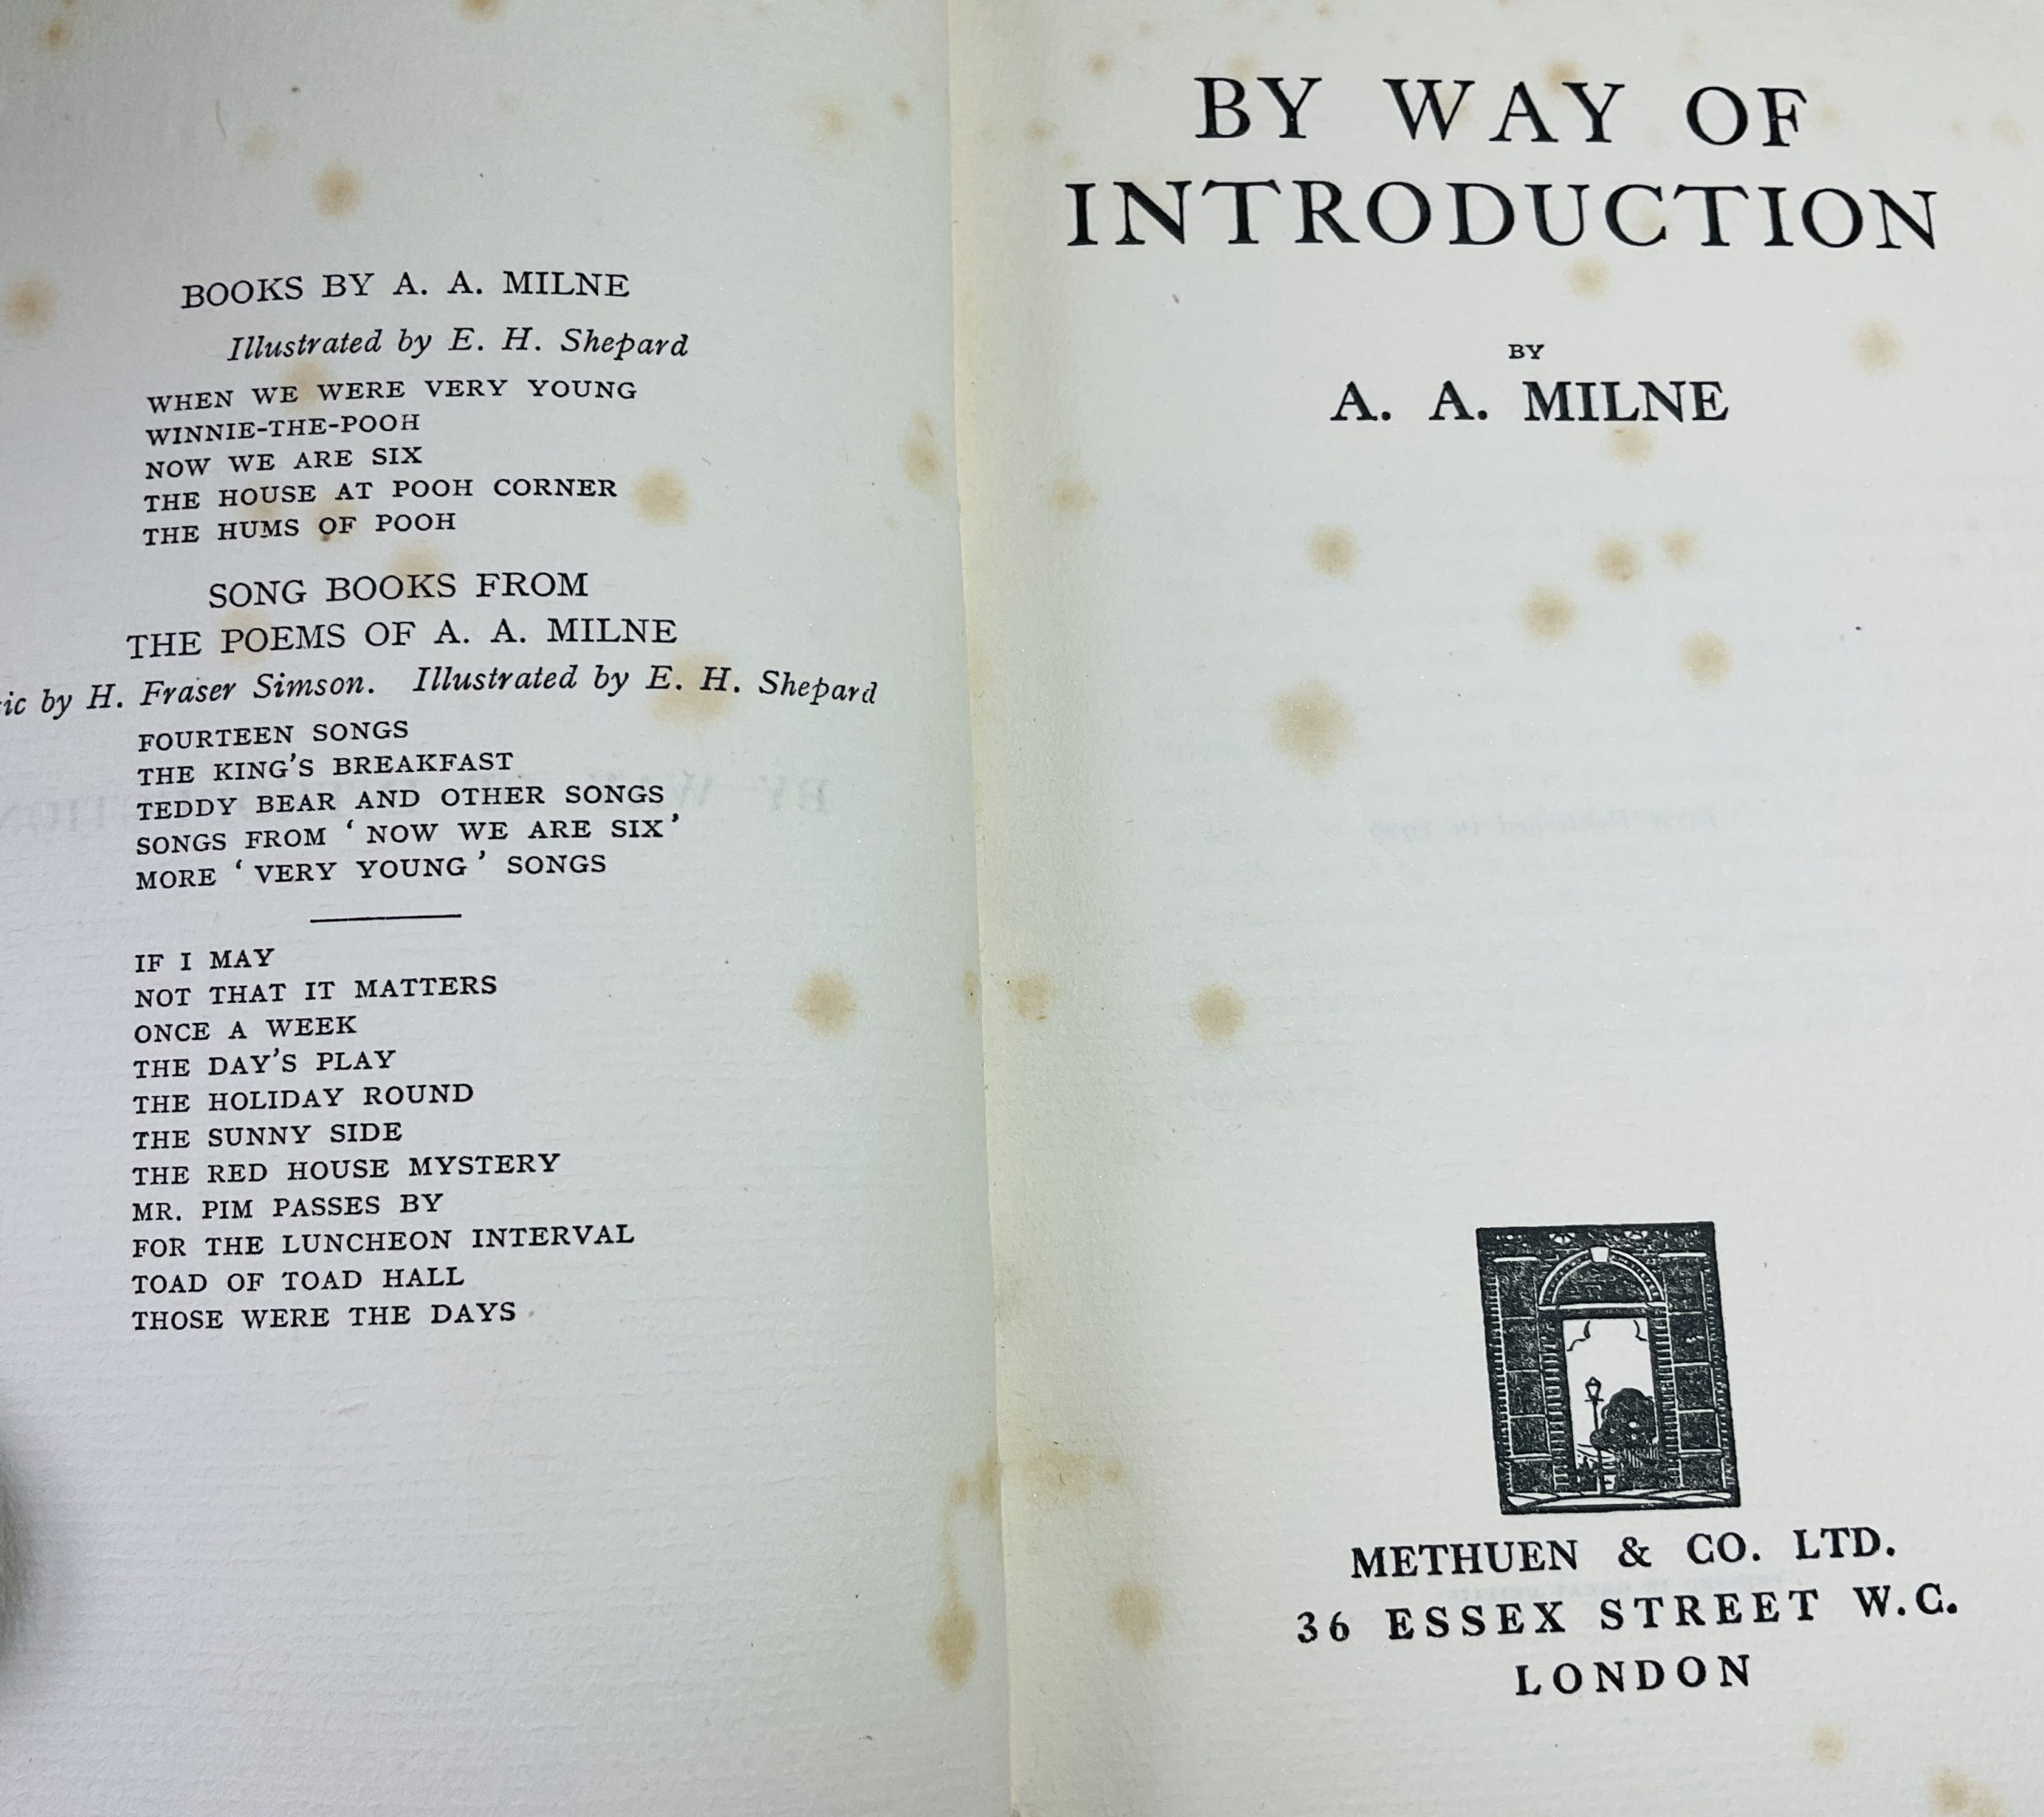 BOOKS BY A. A. MILNE
Illustrated by E. H. Shepard
WHEN WE WERE VERY YOUNG
WINNIE-THE-POOH
NOW WE ARE SIX
THE HOUSE AT POOH CORNER
THE HUMS OF POOH
SONG BOOKS FROM
THE POEMS OF A. A. MILNE
ic by H. Fraser Simson. Illustrated by E. H. Shepard
FOURTEEN SONGS
THE KING'S BREAKFAST
TEDDY BEAR AND OTHER SONGS
SONGS FROM ‘ NOW WE ARE SIX’
MORE ‘ VERY YOUNG ’ SONGS
IF I MAY
NOT THAT IT MATTERS
ONCE A WEEK
THE DAY'S PLAY
THE HOLIDAY ROUND
THE SUNNY SIDE
THE RED HOUSE MYSTERY
MR. PIM PASSES BY
FOR THE LUNCHEON INTERVAL
TOAD OF TOAD HALL
THOSE WERE THE DAYS
BY WAY OF
INTRODUCTION
BY
A. A. MILNE
METHUEN & CO. LTD.
36 ESSEX STREET W.C.
LONDON